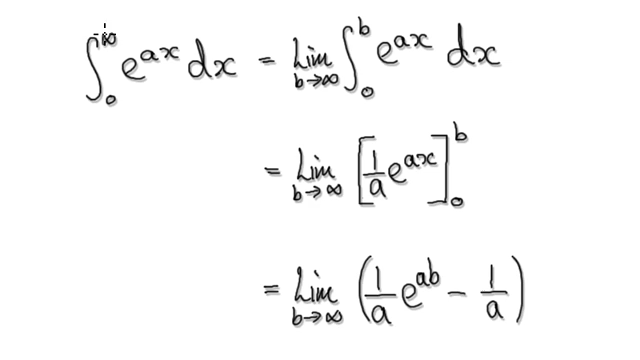 ∫₀^∞ e^{ax} dx = lim_{b→∞} ∫₀^b e^{ax} dx
= lim_{b→∞} [1/a e^{ax}]₀^b
= lim_{b→∞} (1/a e^{ab} − 1/a)